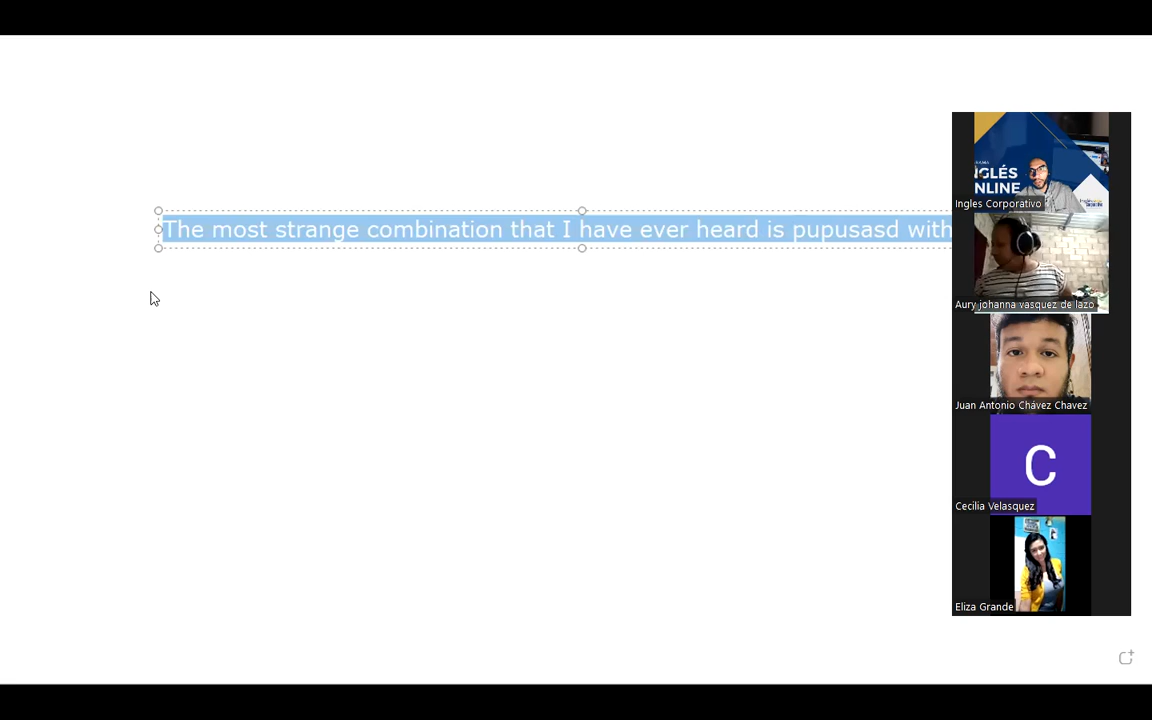 The most strange combination that I have ever heard is pupusasd with
INGLÉS
ONLINE
Ingles Corporativo
Aury johanna vasquez de lazo
Juan Antonio Chávez Chavez
C
Cecilia Velasquez
Eliza Grande